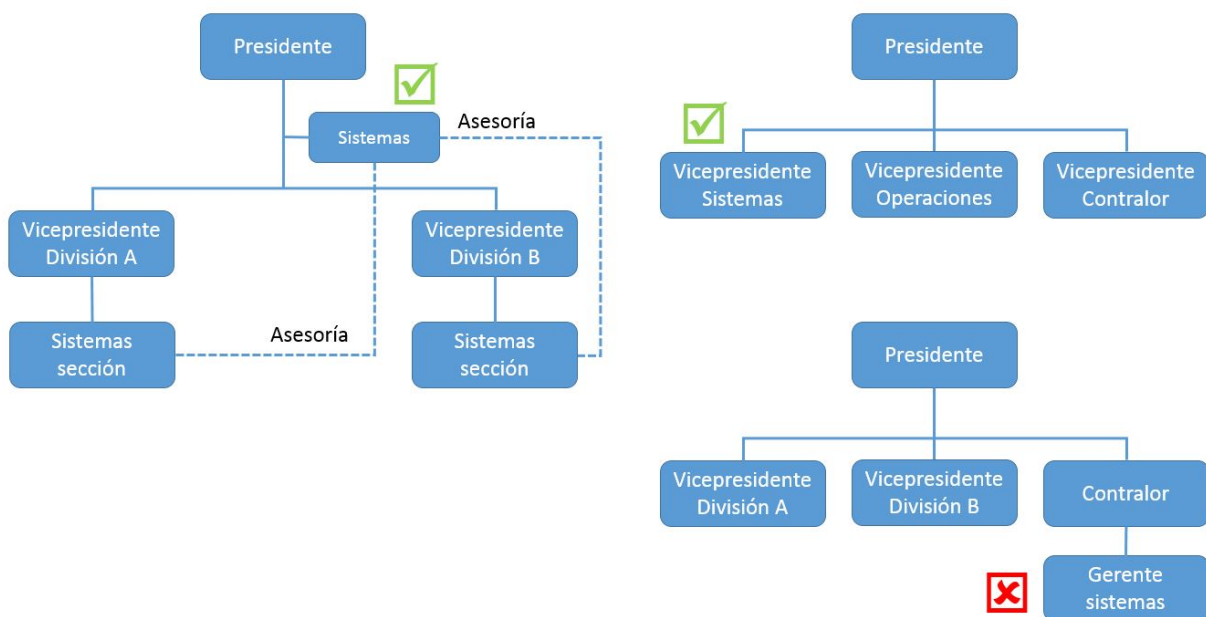 Presidente
Sistemas
Asesoría
Vicepresidente
División A
Vicepresidente
División B
Sistemas
sección
Asesoría
Sistemas
sección
Presidente
Vicepresidente
Sistemas
Vicepresidente
Operaciones
Vicepresidente
Contralor
Presidente
Vicepresidente
División A
Vicepresidente
División B
Contralor
Gerente
sistemas